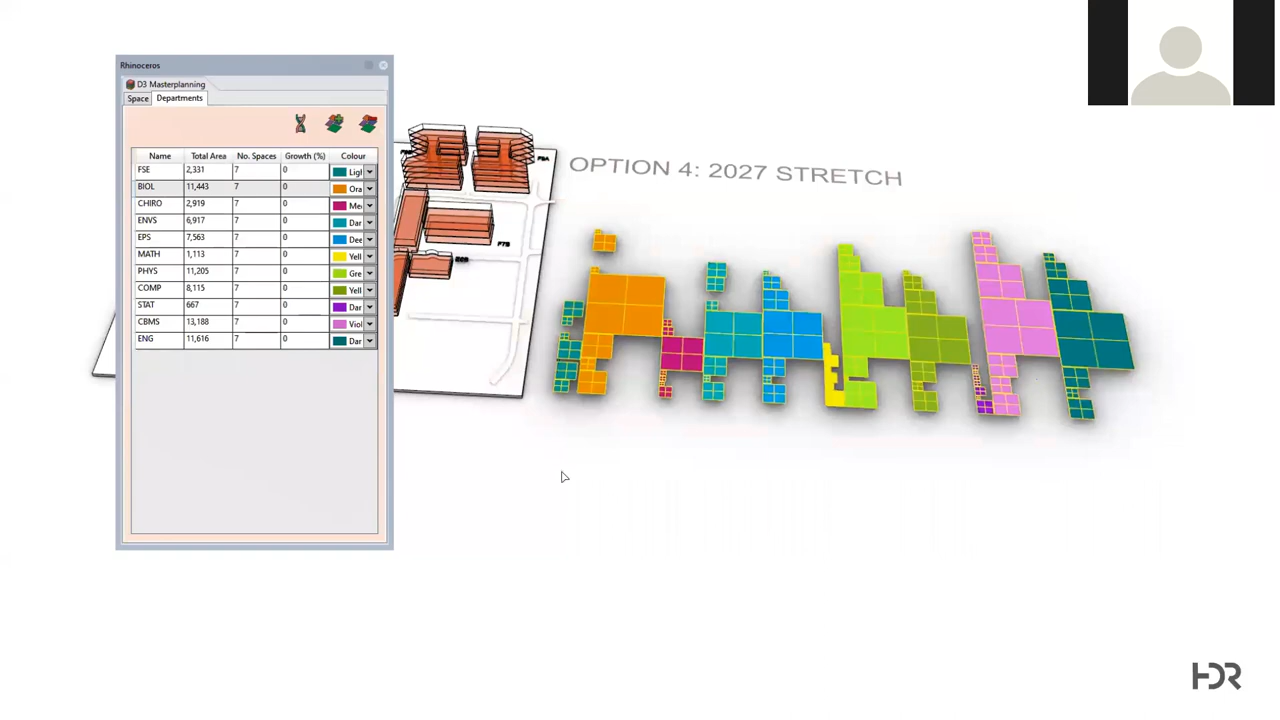 Rhinoceros
D3 Masterplanning
Space Departments
Name Total Area No. Spaces Growth (%) Colour
FSE 2,331 7 0 Ligl
BIOL 11,443 7 0 Ora
CHIRO 2,919 7 0 Me
ENVS 6,917 7 0 Dar
EPS 7,563 7 0 Dee
MATH 1,113 7 0 Yell
PHYS 11,205 7 0 Gre
COMP 8,115 7 0 Yell
STAT 667 7 0 Dar
CBMS 13,188 7 0 Viol
ENG 11,616 7 0 Dar
F9A
F7B
OPTION 4: 2027 STRETCH
HDR